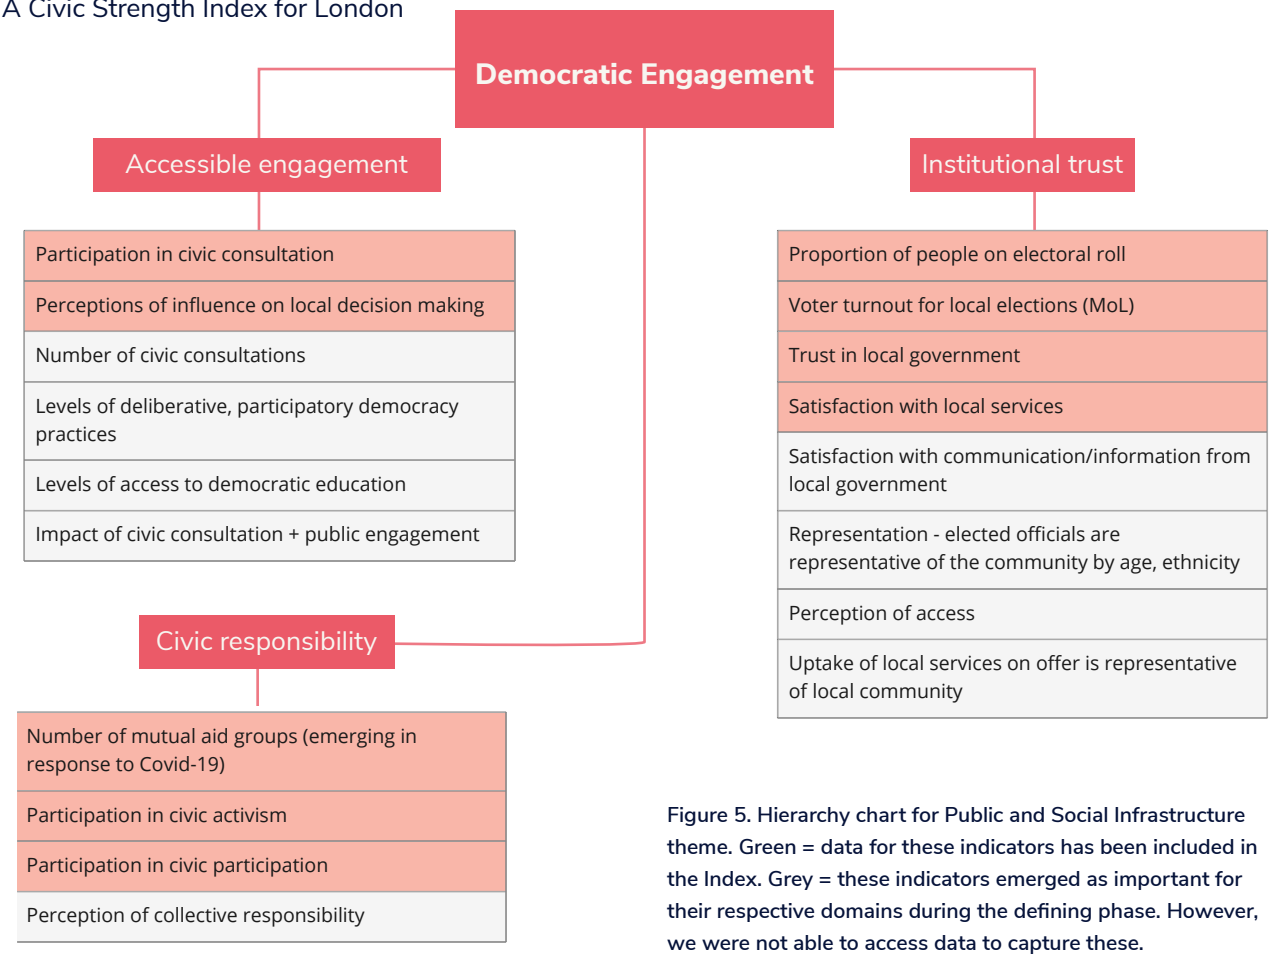 A Civic Strength Index for London
Democratic Engagement
Accessible engagement
Participation in civic consultation
Perceptions of influence on local decision making
Number of civic consultations
Levels of deliberative, participatory democracy
practices
Levels of access to democratic education
Impact of civic consultation + public engagement
Institutional trust
Proportion of people on electoral roll
Voter turnout for local elections (MoL)
Trust in local government
Satisfaction with local services
Satisfaction with communication/information from
local government
Representation - elected officials are
representative of the community by age, ethnicity
Perception of access
Uptake of local services on offer is representative
of local community
Civic responsibility
Number of mutual aid groups (emerging in
response to Covid-19)
Participation in civic activism
Participation in civic participation
Perception of collective responsibility
Figure 5. Hierarchy chart for Public and Social Infrastructure
theme. Green = data for these indicators has been included in
the Index. Grey = these indicators emerged as important for
their respective domains during the defining phase. However,
we were not able to access data to capture these.